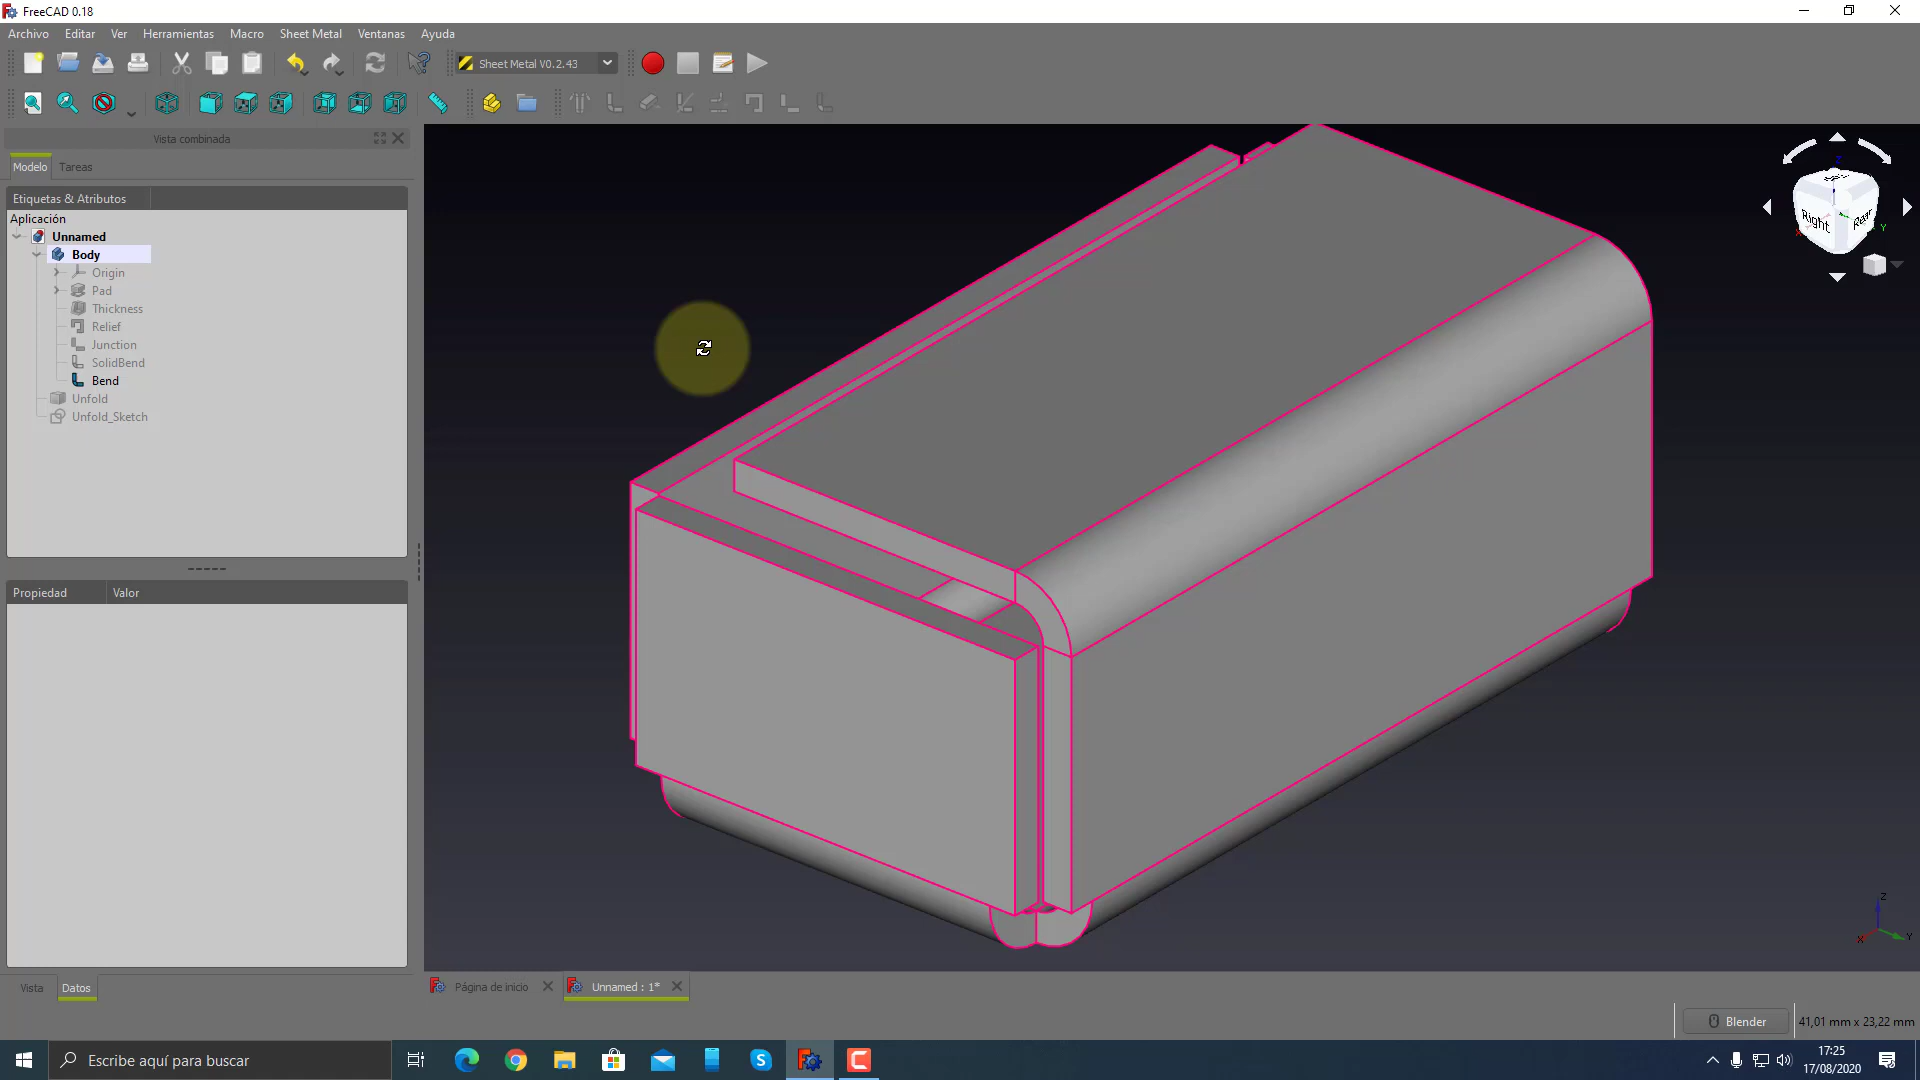 FreeCAD 0.18
Archivo Editar Ver Herramientas Macro Sheet Metal Ventanas Ayuda
Sheet Metal V0.2.43
Vista combinada
Modelo Tareas
Etiquetas & Atributos
Aplicación
Unnamed
Body
Origin
Pad
Thickness
Relief
Junction
SolidBend
Bend
Unfold
Unfold_Sketch
Right Rear
Z
X Y
Propiedad Valor
Z
X Y
Vista Datos
Página de inicio Unnamed : 1*
Blender 41,01 mm x 23,22 mm
Escribe aquí para buscar
17:25
17/08/2020